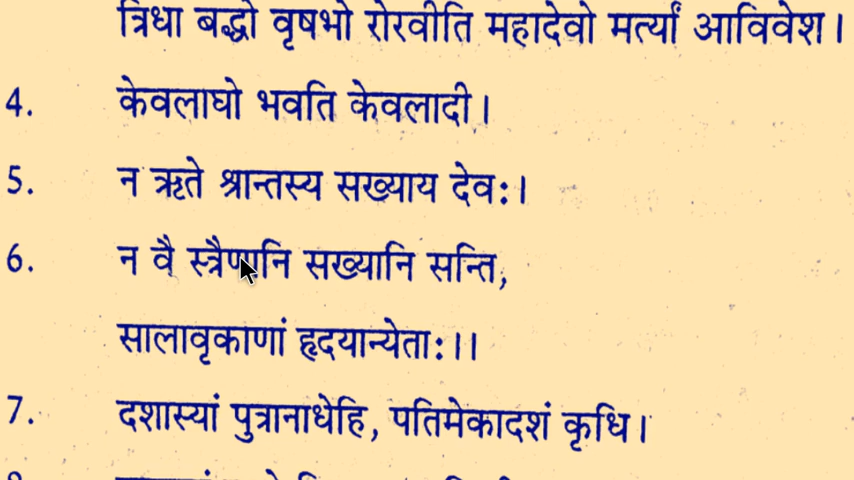 त्रिधा बद्धो वृषभो रोरवीति महादेवो मर्त्यां आविवेश।
4. केवलाघो भवति केवलादी।
5. न ऋते श्रान्तस्य सख्याय देव:।
6. न वै स्त्रैणानि सख्यानि सन्ति,
सालावृकाणां हृदयान्येता:।।
7. दशास्यां पुत्रानाधेहि, पतिमेकादशं कृधि।